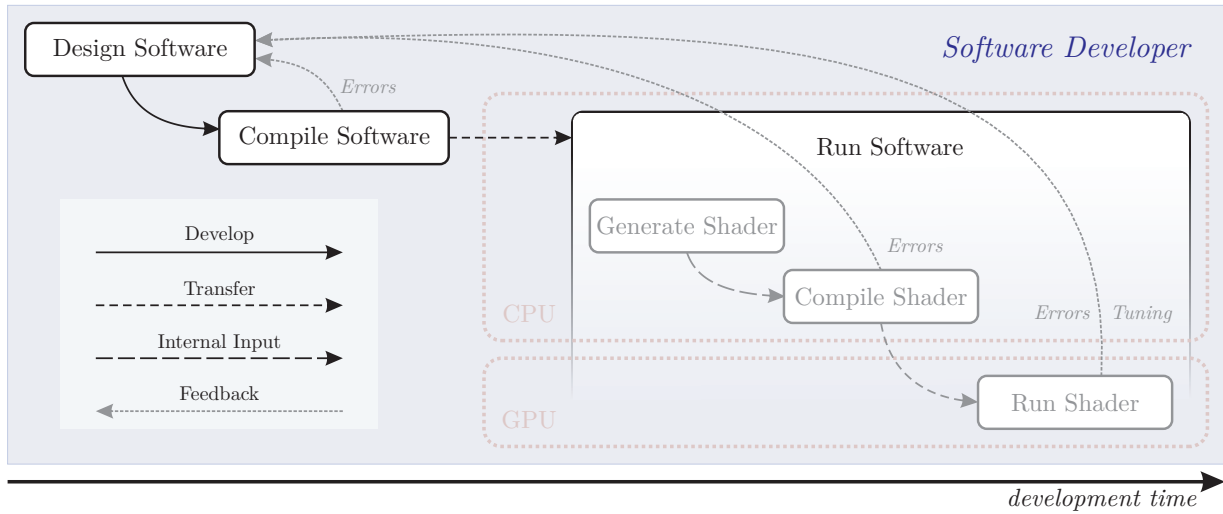 Design Software
Software Developer
Errors
Compile Software
Run Software
Generate Shader
Develop
Errors
Transfer
Compile Shader
CPU
Errors
Tuning
Internal Input
Feedback
Run Shader
GPU
development time